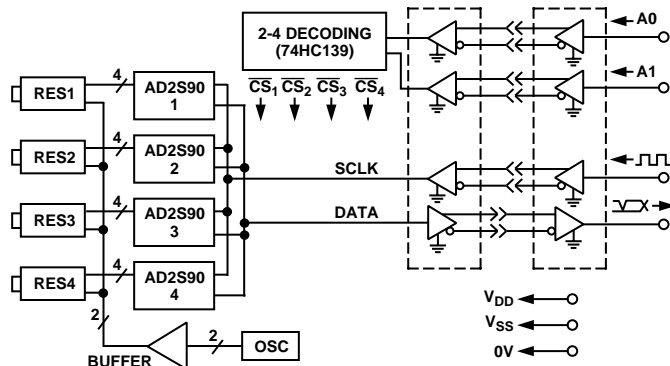 2-4 DECODING
(74HC139)
A0
A1
CS1 CS2 CS3 CS4
RES1
4
AD2S90
1
RES2
4
AD2S90
2
RES3
4
AD2S90
3
RES4
4
AD2S90
4
SCLK
DATA
2
BUFFER
2
OSC
VDD
VSS
0V